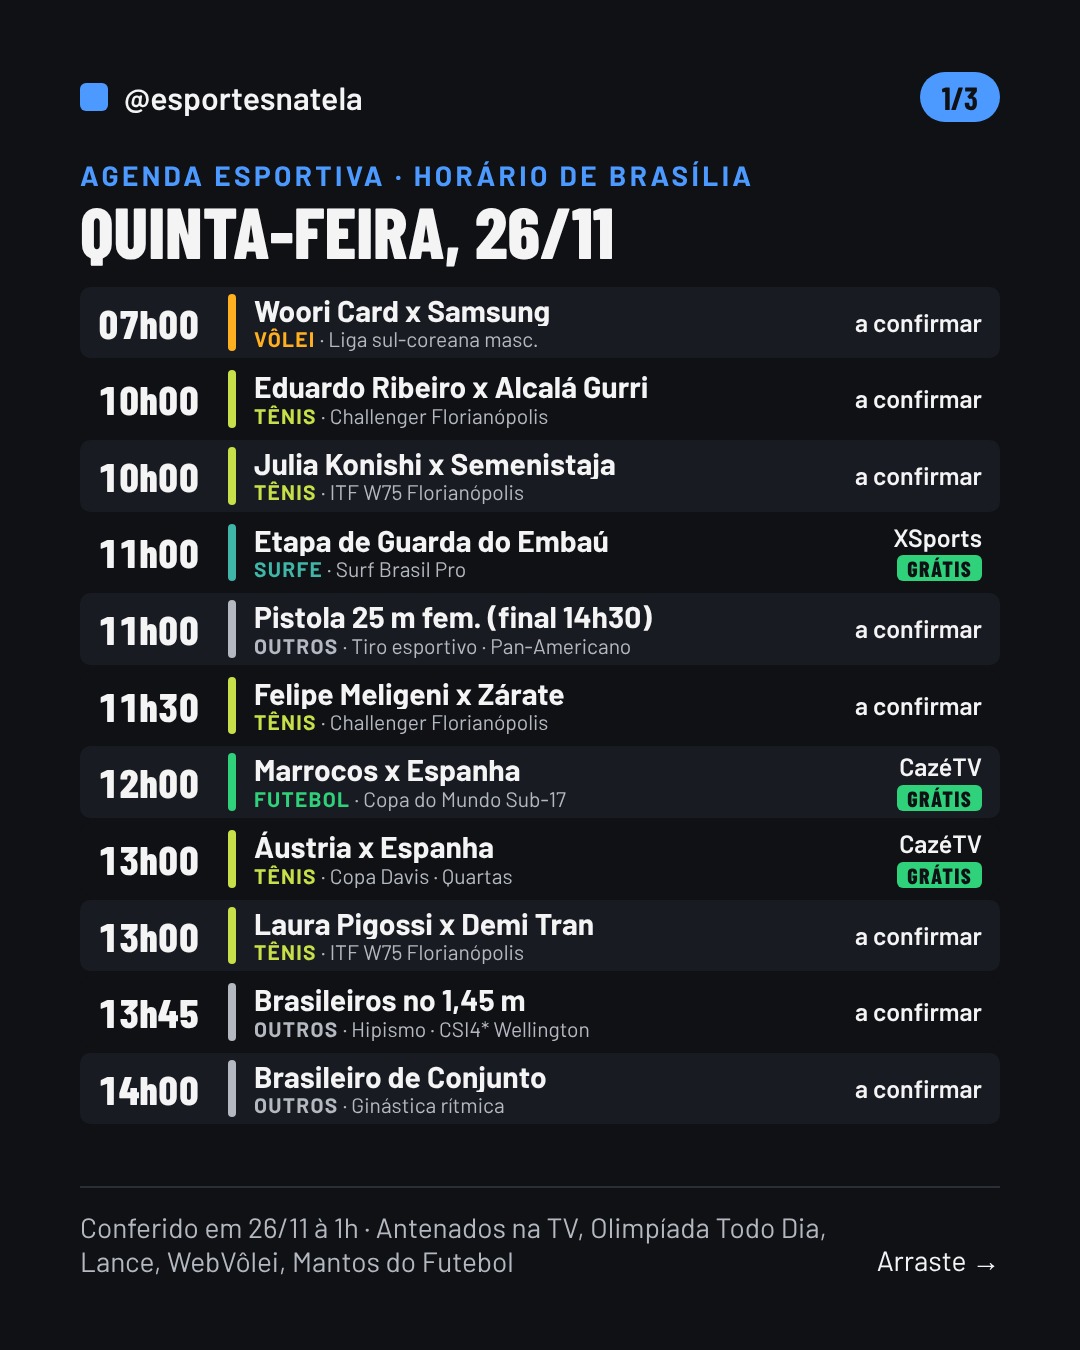 @esportesnatela
1/3
AGENDA ESPORTIVA · HORÁRIO DE BRASÍLIA
QUINTA-FEIRA, 26/11
07h00
Woori Card x Samsung
VÔLEI · Liga sul-coreana masc.
a confirmar
10h00
Eduardo Ribeiro x Alcalá Gurri
TÊNIS · Challenger Florianópolis
a confirmar
10h00
Julia Konishi x Semenistaja
TÊNIS · ITF W75 Florianópolis
a confirmar
11h00
Etapa de Guarda do Embaú
SURFE · Surf Brasil Pro
XSports
GRÁTIS
11h00
Pistola 25 m fem. (final 14h30)
OUTROS · Tiro esportivo · Pan-Americano
a confirmar
11h30
Felipe Meligeni x Zárate
TÊNIS · Challenger Florianópolis
a confirmar
12h00
Marrocos x Espanha
FUTEBOL · Copa do Mundo Sub-17
CazéTV
GRÁTIS
13h00
Áustria x Espanha
TÊNIS · Copa Davis · Quartas
CazéTV
GRÁTIS
13h00
Laura Pigossi x Demi Tran
TÊNIS · ITF W75 Florianópolis
a confirmar
13h45
Brasileiros no 1,45 m
OUTROS · Hipismo · CSI4* Wellington
a confirmar
14h00
Brasileiro de Conjunto
OUTROS · Ginástica rítmica
a confirmar
Conferido em 26/11 à 1h · Antenados na TV, Olimpíada Todo Dia,
Lance, WebVôlei, Mantos do Futebol
Arraste →